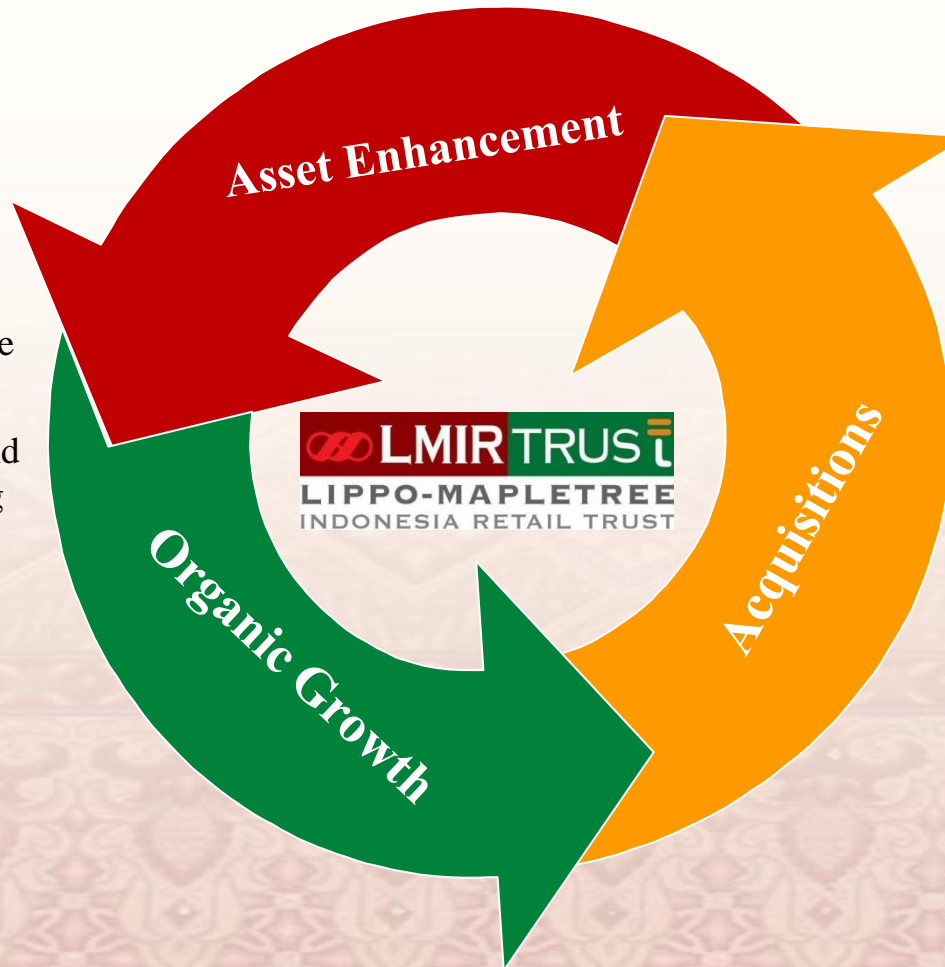 Asset Enhancement
LMIR TRUST
LIPPO-MAPLETREE
INDONESIA RETAIL TRUST
Acquisitions
Organic Growth